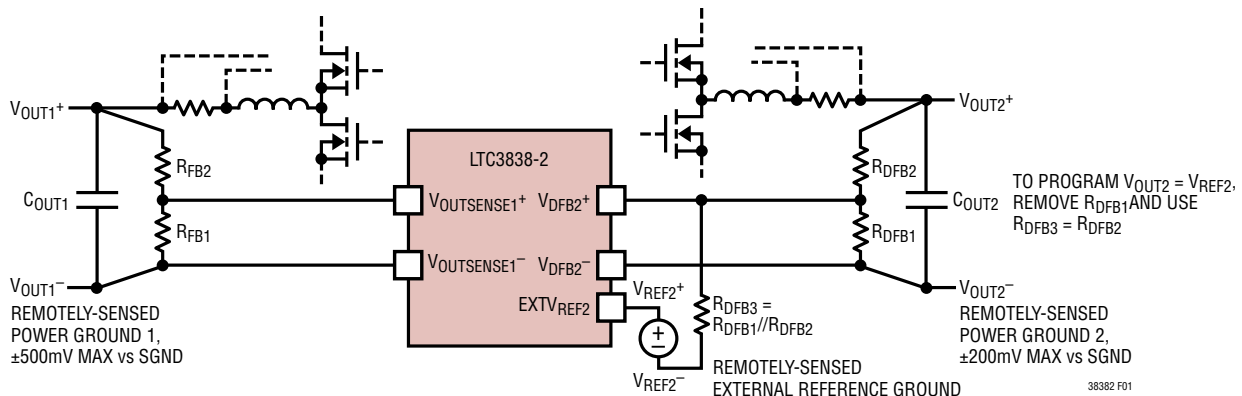 VOUT1+
COUT1
VOUT1–
REMOTELY-SENSED
POWER GROUND 1,
±500mV MAX vs SGND
RFB2
RFB1
LTC3838-2
VOUTSENSE1+
VOUTSENSE1–
VDFB2+
VDFB2–
EXTVREF2
VREF2+
+
–
VREF2–
RDFB3 =
RDFB1//RDFB2
REMOTELY-SENSED
EXTERNAL REFERENCE GROUND
RDFB2
RDFB1
VOUT2+
COUT2
VOUT2–
REMOTELY-SENSED
POWER GROUND 2,
±200mV MAX vs SGND
TO PROGRAM VOUT2 = VREF2,
REMOVE RDFB1AND USE
RDFB3 = RDFB2
38382 F01